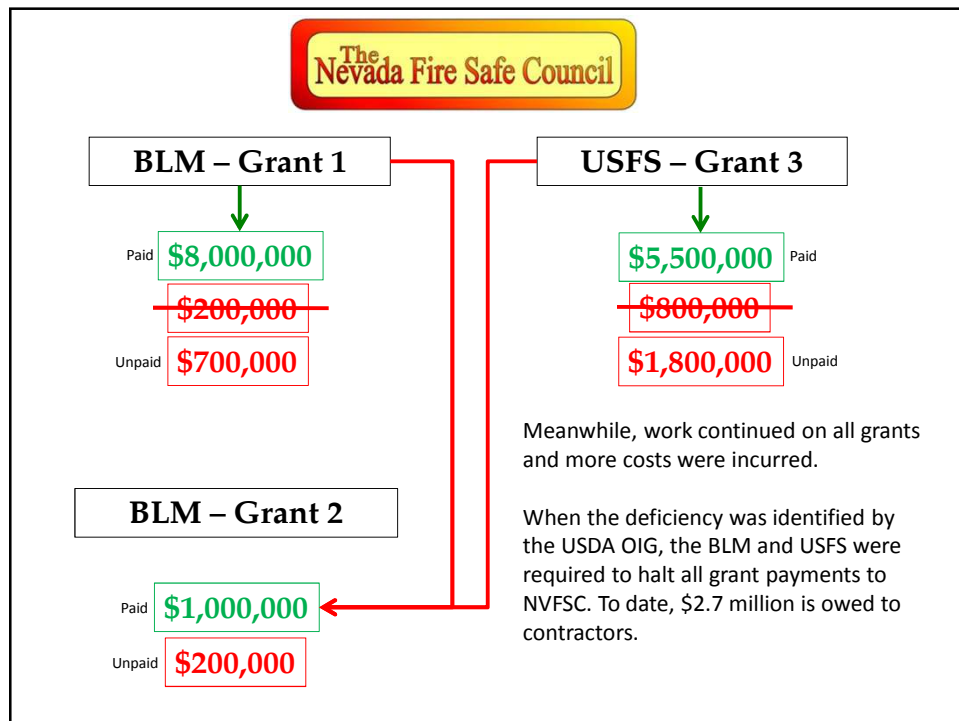 The
Nevada Fire Safe Council
BLM – Grant 1
Paid $8,000,000
$200,000
Unpaid $700,000
USFS – Grant 3
$5,500,000 Paid
$800,000
$1,800,000 Unpaid
BLM – Grant 2
Paid $1,000,000
Unpaid $200,000
Meanwhile, work continued on all grants
and more costs were incurred.
When the deficiency was identified by
the USDA OIG, the BLM and USFS were
required to halt all grant payments to
NVFSC. To date, $2.7 million is owed to
contractors.